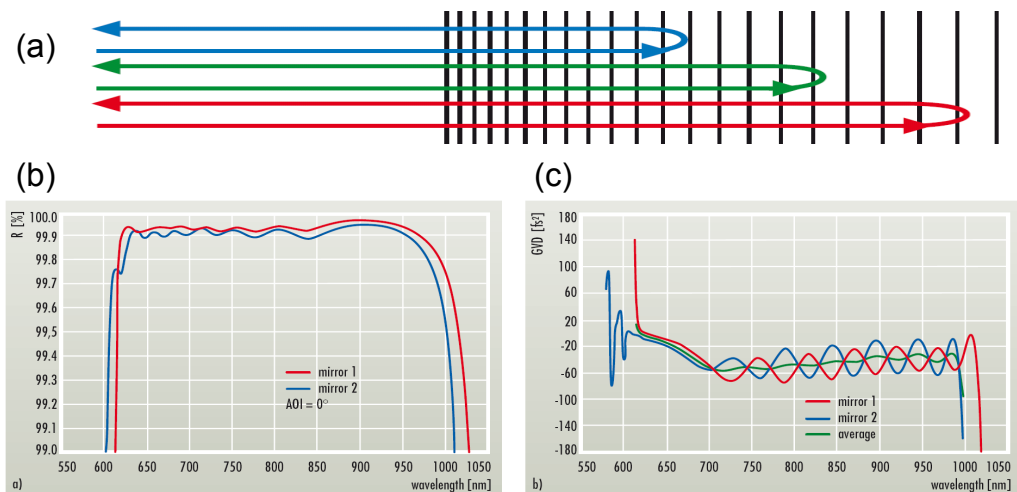 (a)
(b)
(c)
R [%]
100.0
99.9
99.8
99.7
99.6
99,5
99.4
99.3
99.2
99.1
99.0
mirror 1
mirror 2
AOI = 0°
550 600 650 700 750 800 850 900 950 1000 1050
wavelength [nm]
a)
GVD [fs²]
180
140
100
60
20
-20
-60
-100
-140
-180
mirror 1
mirror 2
average
550 600 650 700 750 800 850 900 950 1000 1050
wavelength [nm]
b)